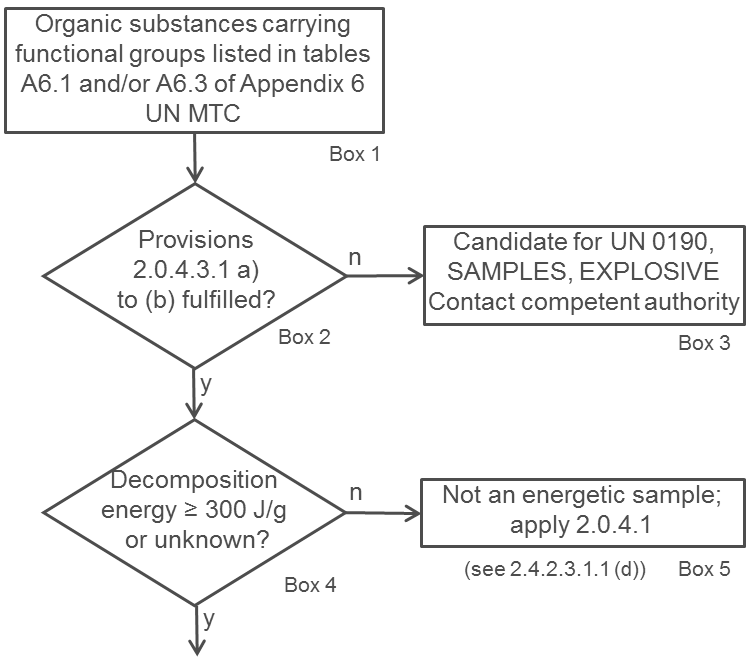 Organic substances carrying
functional groups listed in tables
A6.1 and/or A6.3 of Appendix 6
UN MTC
Box 1
Provisions
2.0.4.3.1 a)
to (b) fulfilled?
Box 2
n
Candidate for UN 0190,
SAMPLES, EXPLOSIVE
Contact competent authority
Box 3
y
Decomposition
energy ≥ 300 J/g
or unknown?
Box 4
n
Not an energetic sample;
apply 2.0.4.1
(see 2.4.2.3.1.1 (d)) Box 5
y